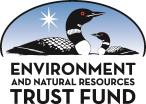 ENVIRONMENT
AND NATURAL RESOURCES
TRUST FUND